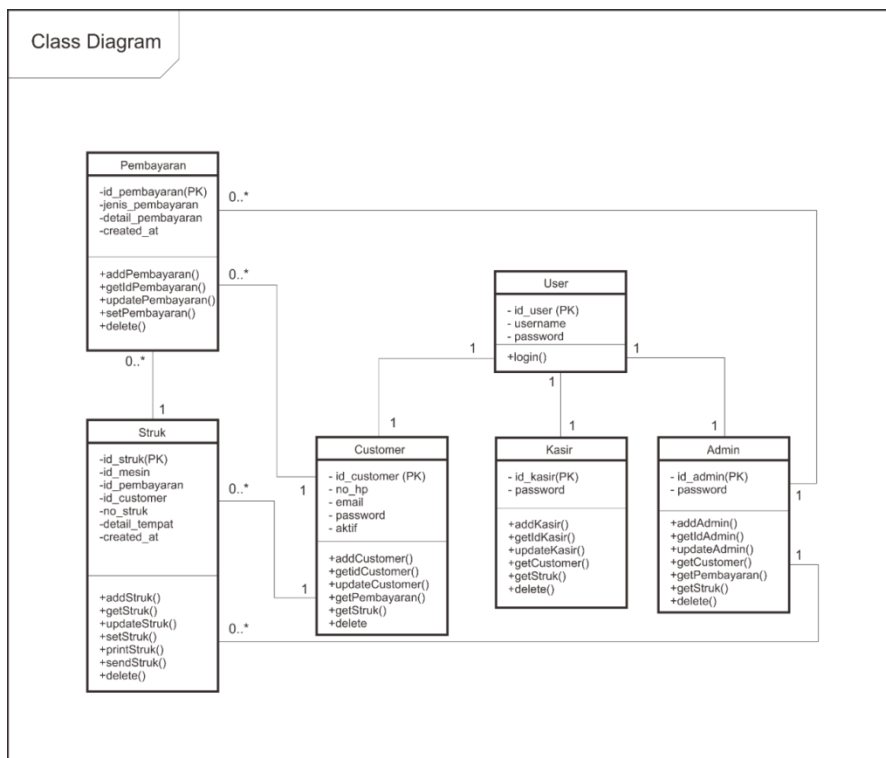 Class Diagram
Pembayaran
-id_pembayaran(PK)
-jenis_pembayaran
-detail_pembayaran
-created_at
+addPembayaran()
+getIdPembayaran()
+updatePembayaran()
+setPembayaran()
+delete()
0..*
0..*
0..*
1
User
- id_user (PK)
- username
- password
+login()
1
1
1
1
1
1
Struk
-id_struk(PK)
-id_mesin
-id_pembayaran
-id_customer
-no_struk
-detail_tempat
-created_at
+addStruk()
+getStruk()
+updateStruk()
+setStruk()
+printStruk()
+sendStruk()
+delete()
0..*
0..*
Customer
- id_customer (PK)
- no_hp
- email
- password
- aktif
+addCustomer()
+getidCustomer()
+updateCustomer()
+getPembayaran()
+getStruk()
+delete
1
1
Kasir
- id_kasir(PK)
- password
+addKasir()
+getIdKasir()
+updateKasir()
+getCustomer()
+getStruk()
+delete()
Admin
- id_admin(PK)
- password
+addAdmin()
+getIdAdmin()
+updateAdmin()
+getCustomer()
+getPembayaran()
+getStruk()
+delete()
1
1